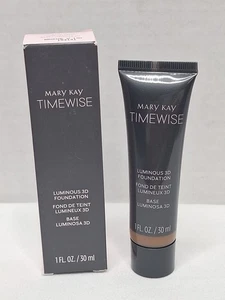 MARY KAY
TIMEWISE
LUMINOUS 3D
FOUNDATION
FOND DE TEINT
LUMINEUX 3D
BASE
LUMINOSA 3D
1 FL. OZ. / 30 ml
MARY KAY
TIMEWISE
LUMINOUS 3D
FOUNDATION
FOND DE TEINT
LUMINEUX 3D
BASE
LUMINOSA 3D
1 FL. OZ. / 30 ml